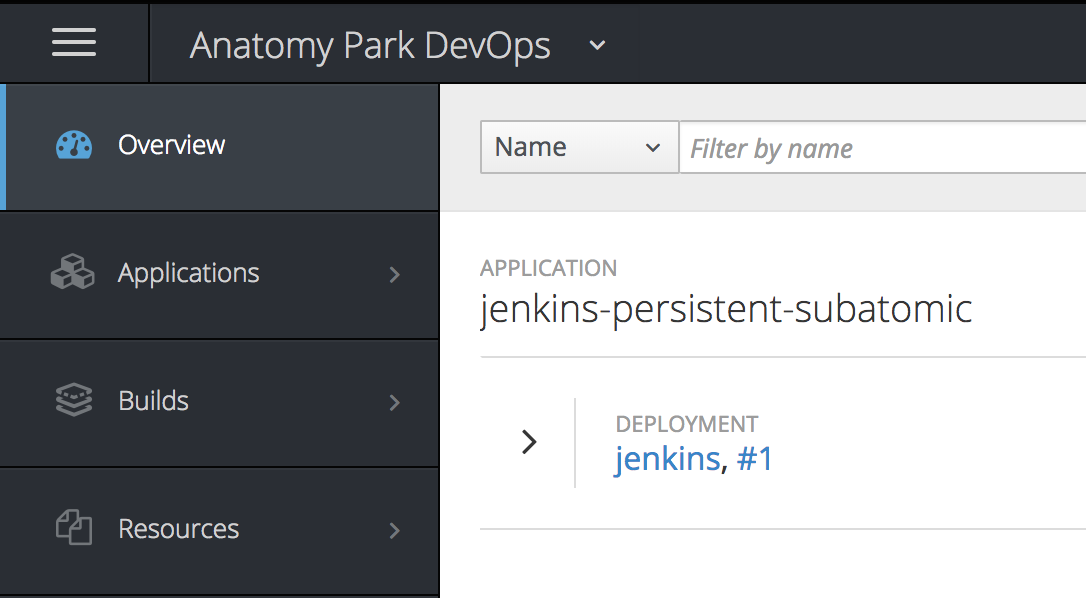 Anatomy Park DevOps
Overview
Applications
Builds
Resources
Name
Filter by name
APPLICATION
jenkins-persistent-subatomic
DEPLOYMENT
jenkins, #1